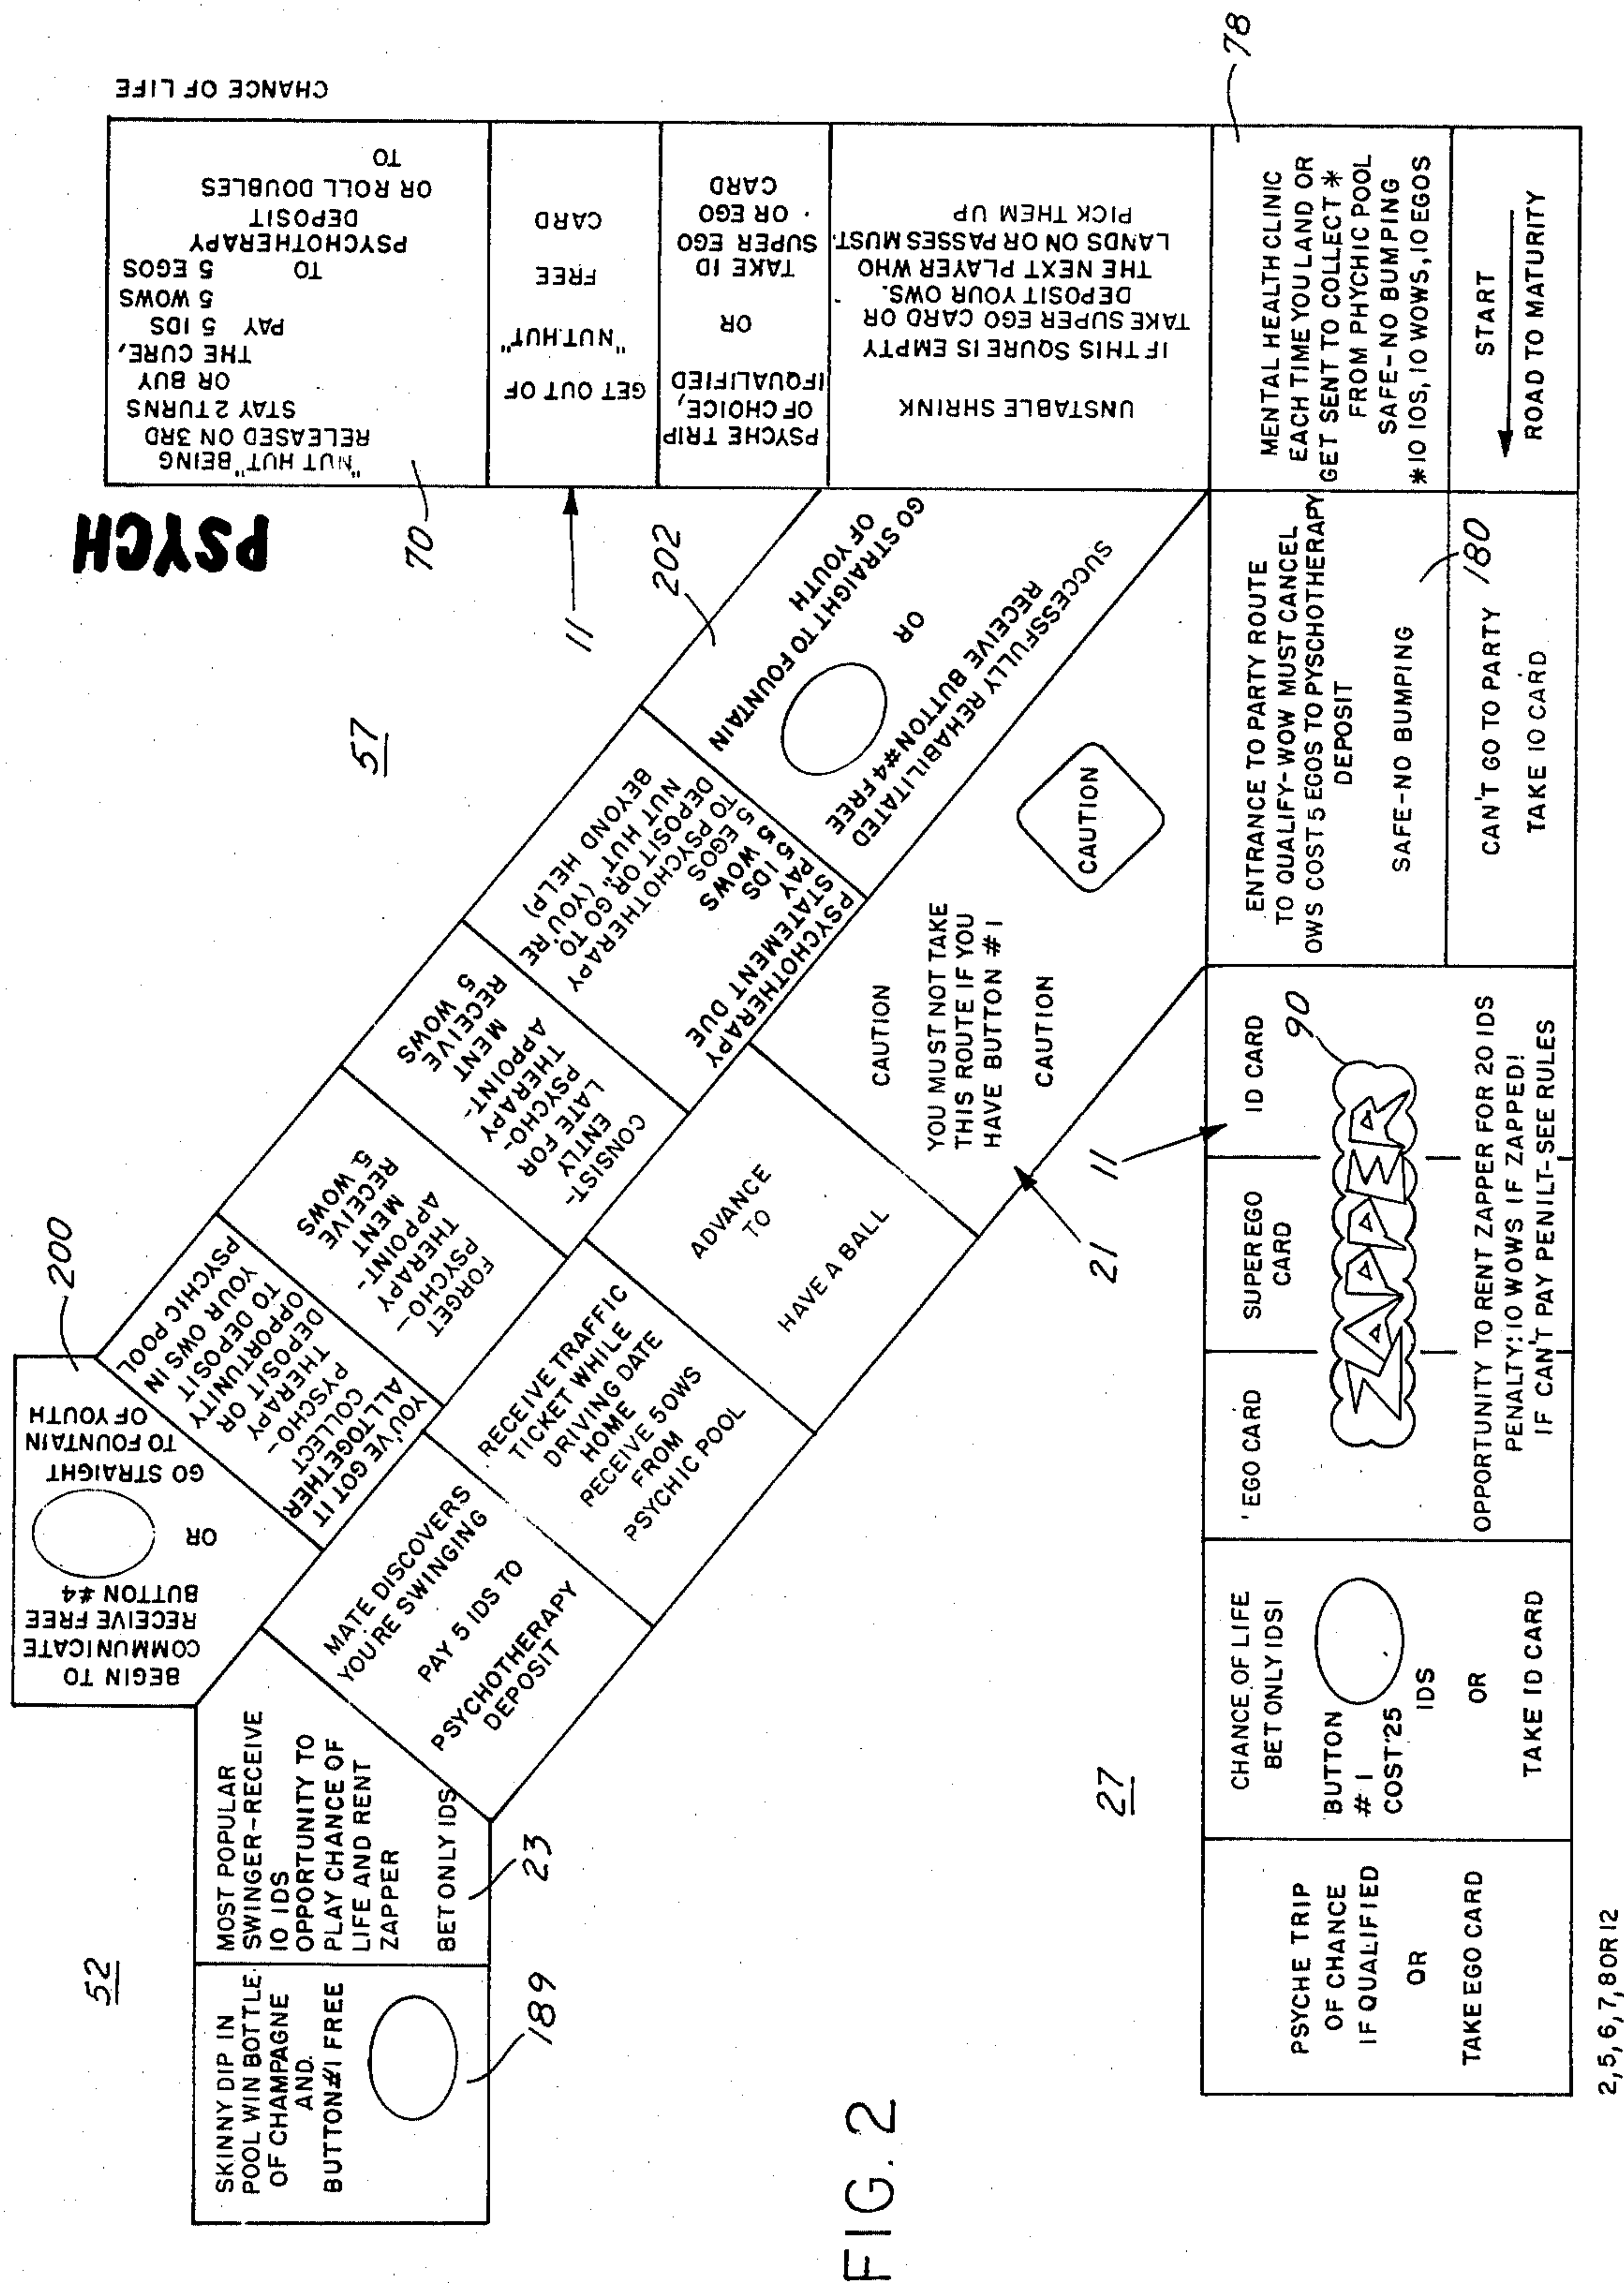 CHANCE OF LIFE
"NUT HUT" BEING
RELEASED ON 3RD
STAY 2 TURNS
OR BUY
THE CURE,
PAY 5 IDS
5 WOWS
5 EGOS
TO
PSYCHOTHERAPY
DEPOSIT
OR ROLL DOUBLES
TO
PSYCH
70
GET OUT OF
"NUT HUT"
FREE
CARD
11
PSYCHE TRIP
OF CHOICE,
IFQUALIFIED
OR
TAKE ID
SUPER EGO
OR EGO
CARD
UNSTABLE SHRINK
IF THIS SQURE IS EMPTY
TAKE SUPER EGO CARD OR
DEPOSIT YOUR OWS.
THE NEXT PLAYER WHO
LANDS ON OR PASSES MUST
PICK THEM UP
78
MENTAL HEALTH CLINIC
EACH TIME YOU LAND OR
GET SENT TO COLLECT *
FROM PHYCHIC POOL
SAFE-NO BUMPING
*10 IOS, 10 WOWS, 10 EGOS
START
ROAD TO MATURITY
ENTRANCE TO PARTY ROUTE
TO QUALIFY-WOW MUST CANCEL
OWS COST 5 EGOS TO PYSCHOTHERAPY
DEPOSIT
SAFE-NO BUMPING
180
CAN'T GO TO PARTY
TAKE IO CARD
EGO CARD
SUPEREGO
CARD
ID CARD
90
ZAPPER
OPPORTUNITY TO RENT ZAPPER FOR 20 IDS
PENALTY:10 WOWS IF ZAPPED!
IF CAN'T PAY PENILT-SEE RULES
11
CHANCE OF LIFE
BET ONLY IDS!
BUTTON
# 1
COST'25
IDS
OR
TAKE ID CARD
PSYCHE TRIP
OF CHANCE
IF QUALIFIED
OR
TAKE EGO CARD
2, 5, 6, 7, 8 OR 12
27
21
CAUTION
YOU MUST NOT TAKE
THIS ROUTE IF YOU
HAVE BUTTON #1
CAUTION
CAUTION
ADVANCE
TO
HAVE A BALL
RECEIVE TRAFFIC
TICKET WHILE
DRIVING DATE
HOME
RECEIVE 5OWS
FROM
PSYCHIC POOL
MATE DISCOVERS
YOU'RE SWINGING
PAY 5 IDS TO
PSYCHOTHERAPY
DEPOSIT
MOST POPULAR
SWINGER-RECEIVE
10 IDS
OPPORTUNITY TO
PLAY CHANCE OF
LIFE AND RENT
ZAPPER
BET ONLY IDS
23
SKINNY DIP IN
POOL WIN BOTTLE
OF CHAMPAGNE
AND.
BUTTON#1 FREE
189
52
BEGIN TO
COMMUNICATE
RECEIVE FREE
BUTTON #4
OR
GO STRAIGHT
TO FOUNTAIN
OF YOUTH
200
YOU'VE GOT IT
ALL TOGETHER
COLLECT
PYSCHO-
THERAPY
DEPOSIT OR
OPPORTUNITY
TO DEPOSIT
YOUR OWS IN
PSYCHIC POOL
FORGET
PSYCHO-
THERAPY
APPOINT-
MENT
RECEIVE
5 WOWS
CONSIST-
ENTLY
LATE FOR
PSYCHO-
THERAPY
APPOINT-
MENT
RECEIVE
5 WOWS
PSYCHOTHERAPY
STATEMENT DUE
PAY
5 IDS
5 WOWS
5 EGOS
TO PSYCHOTHERAPY
DEPOSIT OR, GO TO,
NUT HUT, (YOU'RE
BEYOND HELP)
57
202
SUCCESSFULLY REHABILITATED
RECEIVE BUTTON #4 FREE
OR
GO STRAIGHT TO FOUNTAIN
OF YOUTH
FIG. 2